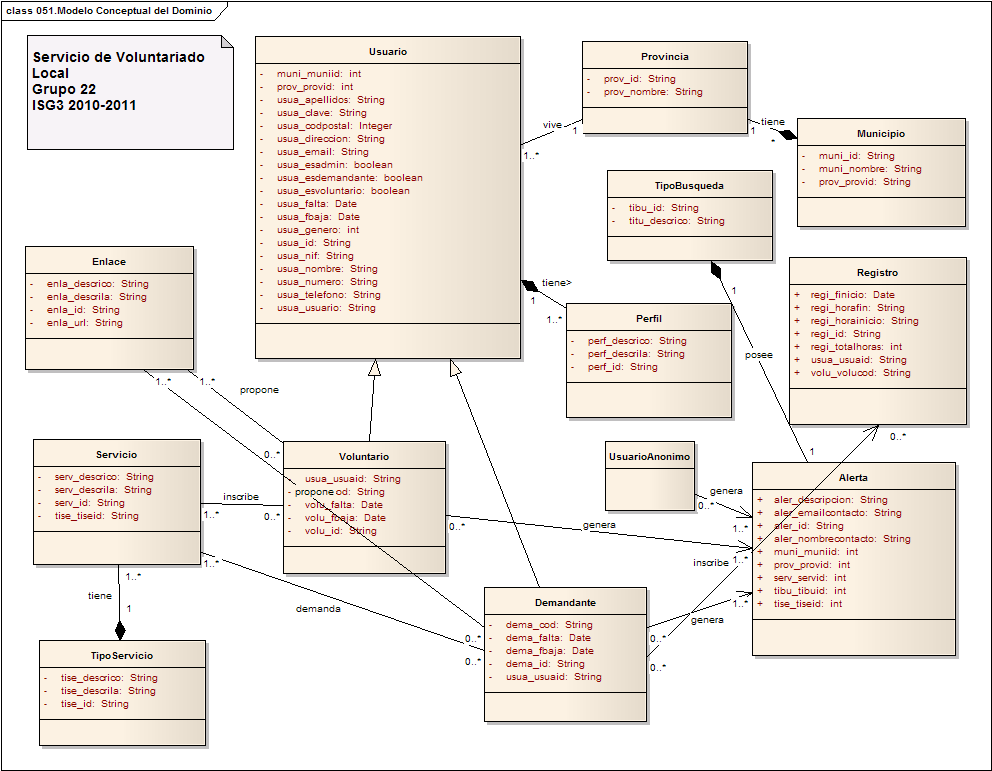 class 051.Modelo Conceptual del Dominio
Servicio de Voluntariado
Local
Grupo 22
ISG3 2010-2011
Usuario
- muni_muniid: int
- prov_provid: int
- usua_apellidos: String
- usua_clave: String
- usua_codpostal: Integer
- usua_direccion: String
- usua_email: String
- usua_esadmin: boolean
- usua_esdemandante: boolean
- usua_esvoluntario: boolean
- usua_falta: Date
- usua_fbaja: Date
- usua_genero: int
- usua_id: String
- usua_nif: String
- usua_nombre: String
- usua_numero: String
- usua_telefono: String
- usua_usuario: String
Provincia
- prov_id: String
- prov_nombre: String
vive
1
1..*
tiene
1
*
Municipio
- muni_id: String
- muni_nombre: String
- prov_provid: String
TipoBusqueda
- tibu_id: String
- titu_descrico: String
1
posee
1
Registro
+ regi_finicio: Date
+ regi_horafin: String
+ regi_horainicio: String
+ regi_id: String
+ regi_totalhoras: int
+ usua_usuaid: String
+ volu_volucod: String
0..*
Enlace
- enla_descrico: String
- enla_descrila: String
- enla_id: String
- enla_url: String
1..*
1..*
propone
tiene>
1
1..*
Perfil
- perf_descrico: String
- perf_descrila: String
- perf_id: String
Servicio
- serv_descrico: String
- serv_descrila: String
- serv_id: String
- tise_tiseid: String
inscribe
1..*
0..*
1..*
0..*
Voluntario
- usua_usuaid: String
- propone od: String
- volu_falta: Date
- volu_fbaja: Date
- volu_id: String
0..*
genera
1..*
UsuarioAnonimo
genera
0..*
1..*
Alerta
+ aler_descripcion: String
+ aler_emailcontacto: String
+ aler_id: String
+ aler_nombrecontacto: String
+ muni_muniid: int
+ prov_provid: int
+ serv_servid: int
+ tibu_tibuid: int
+ tise_tiseid: int
inscribe
1..*
tiene
1
demanda
0..*
0..*
Demandante
- dema_cod: String
- dema_falta: Date
- dema_fbaja: Date
- dema_id: String
- usua_usuaid: String
0..*
genera
1..*
0..*
TipoServicio
- tise_descrico: String
- tise_descrila: String
- tise_id: String